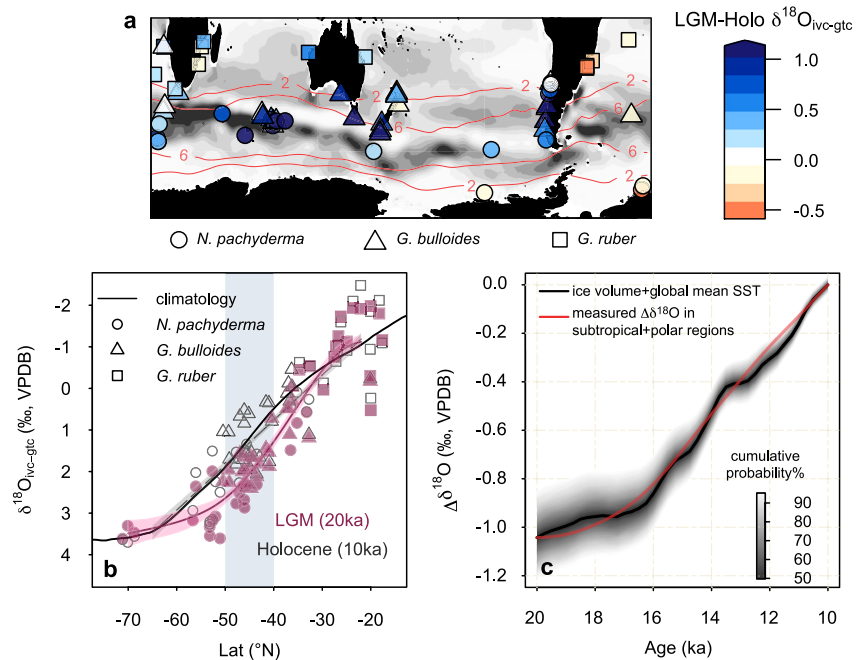 a
LGM-Holo δ18Oivc-gtc
2
2
6
6
6
2
2
1.0
0.5
0.0
-0.5
N. pachyderma
G. bulloides
G. ruber
δ18Oivc-gtc (‰, VPDB)
-2
-1
0
1
2
3
4
climatology
N. pachyderma
G. bulloides
G. ruber
LGM (20ka)
Holocene (10ka)
b
-70
-60
-50
-40
-30
-20
Lat (°N)
Δδ18O (‰, VPDB)
0.0
-0.2
-0.4
-0.6
-0.8
-1.0
-1.2
ice volume+global mean SST
measured Δδ18O in
subtropical+polar regions
cumulative
probability%
90
80
70
60
50
c
20
18
16
14
12
10
Age (ka)